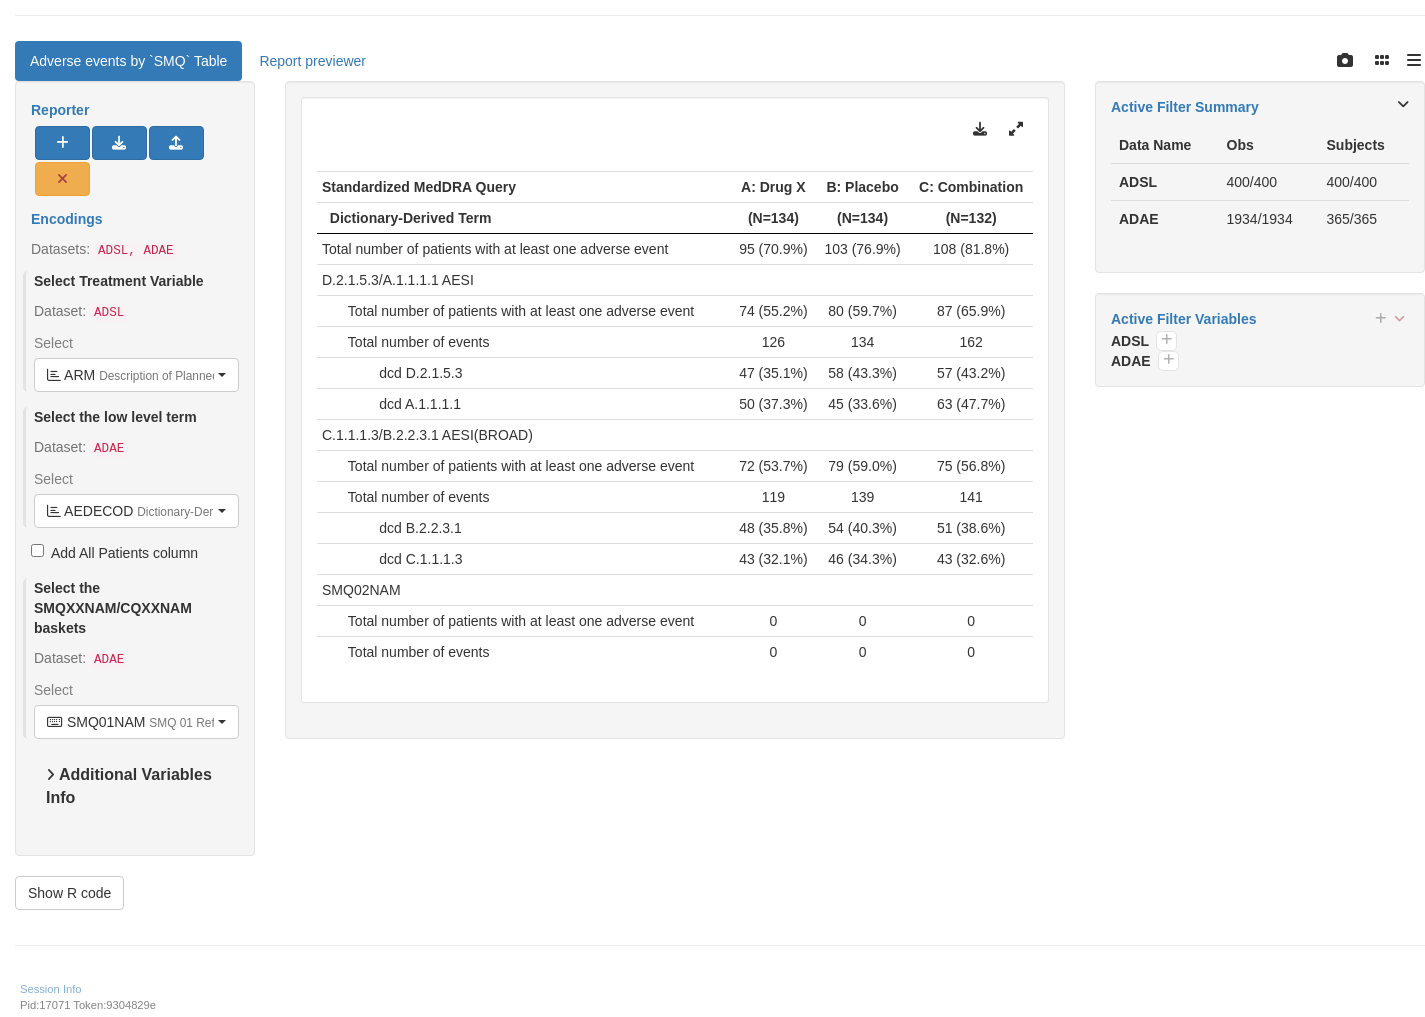 Adverse events by `SMQ` Table
Report previewer
Reporter
Encodings
Datasets: ADSL, ADAE
Select Treatment Variable
Dataset: ADSL
Select
ARM Description of Planned
Select the low level term
Dataset: ADAE
Select
AEDECOD Dictionary-Der
Add All Patients column
Select the
SMQXXNAM/CQXXNAM
baskets
Dataset: ADAE
Select
SMQ01NAM SMQ 01 Ref
Additional Variables
Info
Show R code
Standardized MedDRA Query A: Drug X B: Placebo C: Combination
Dictionary-Derived Term (N=134) (N=134) (N=132)
Total number of patients with at least one adverse event 95 (70.9%) 103 (76.9%) 108 (81.8%)
D.2.1.5.3/A.1.1.1.1 AESI
Total number of patients with at least one adverse event 74 (55.2%) 80 (59.7%) 87 (65.9%)
Total number of events 126 134 162
dcd D.2.1.5.3 47 (35.1%) 58 (43.3%) 57 (43.2%)
dcd A.1.1.1.1 50 (37.3%) 45 (33.6%) 63 (47.7%)
C.1.1.1.3/B.2.2.3.1 AESI(BROAD)
Total number of patients with at least one adverse event 72 (53.7%) 79 (59.0%) 75 (56.8%)
Total number of events 119 139 141
dcd B.2.2.3.1 48 (35.8%) 54 (40.3%) 51 (38.6%)
dcd C.1.1.1.3 43 (32.1%) 46 (34.3%) 43 (32.6%)
SMQ02NAM
Total number of patients with at least one adverse event 0 0 0
Total number of events 0 0 0
Active Filter Summary
Data Name Obs Subjects
ADSL 400/400 400/400
ADAE 1934/1934 365/365
Active Filter Variables
ADSL
ADAE
Session Info
Pid:17071 Token:9304829e